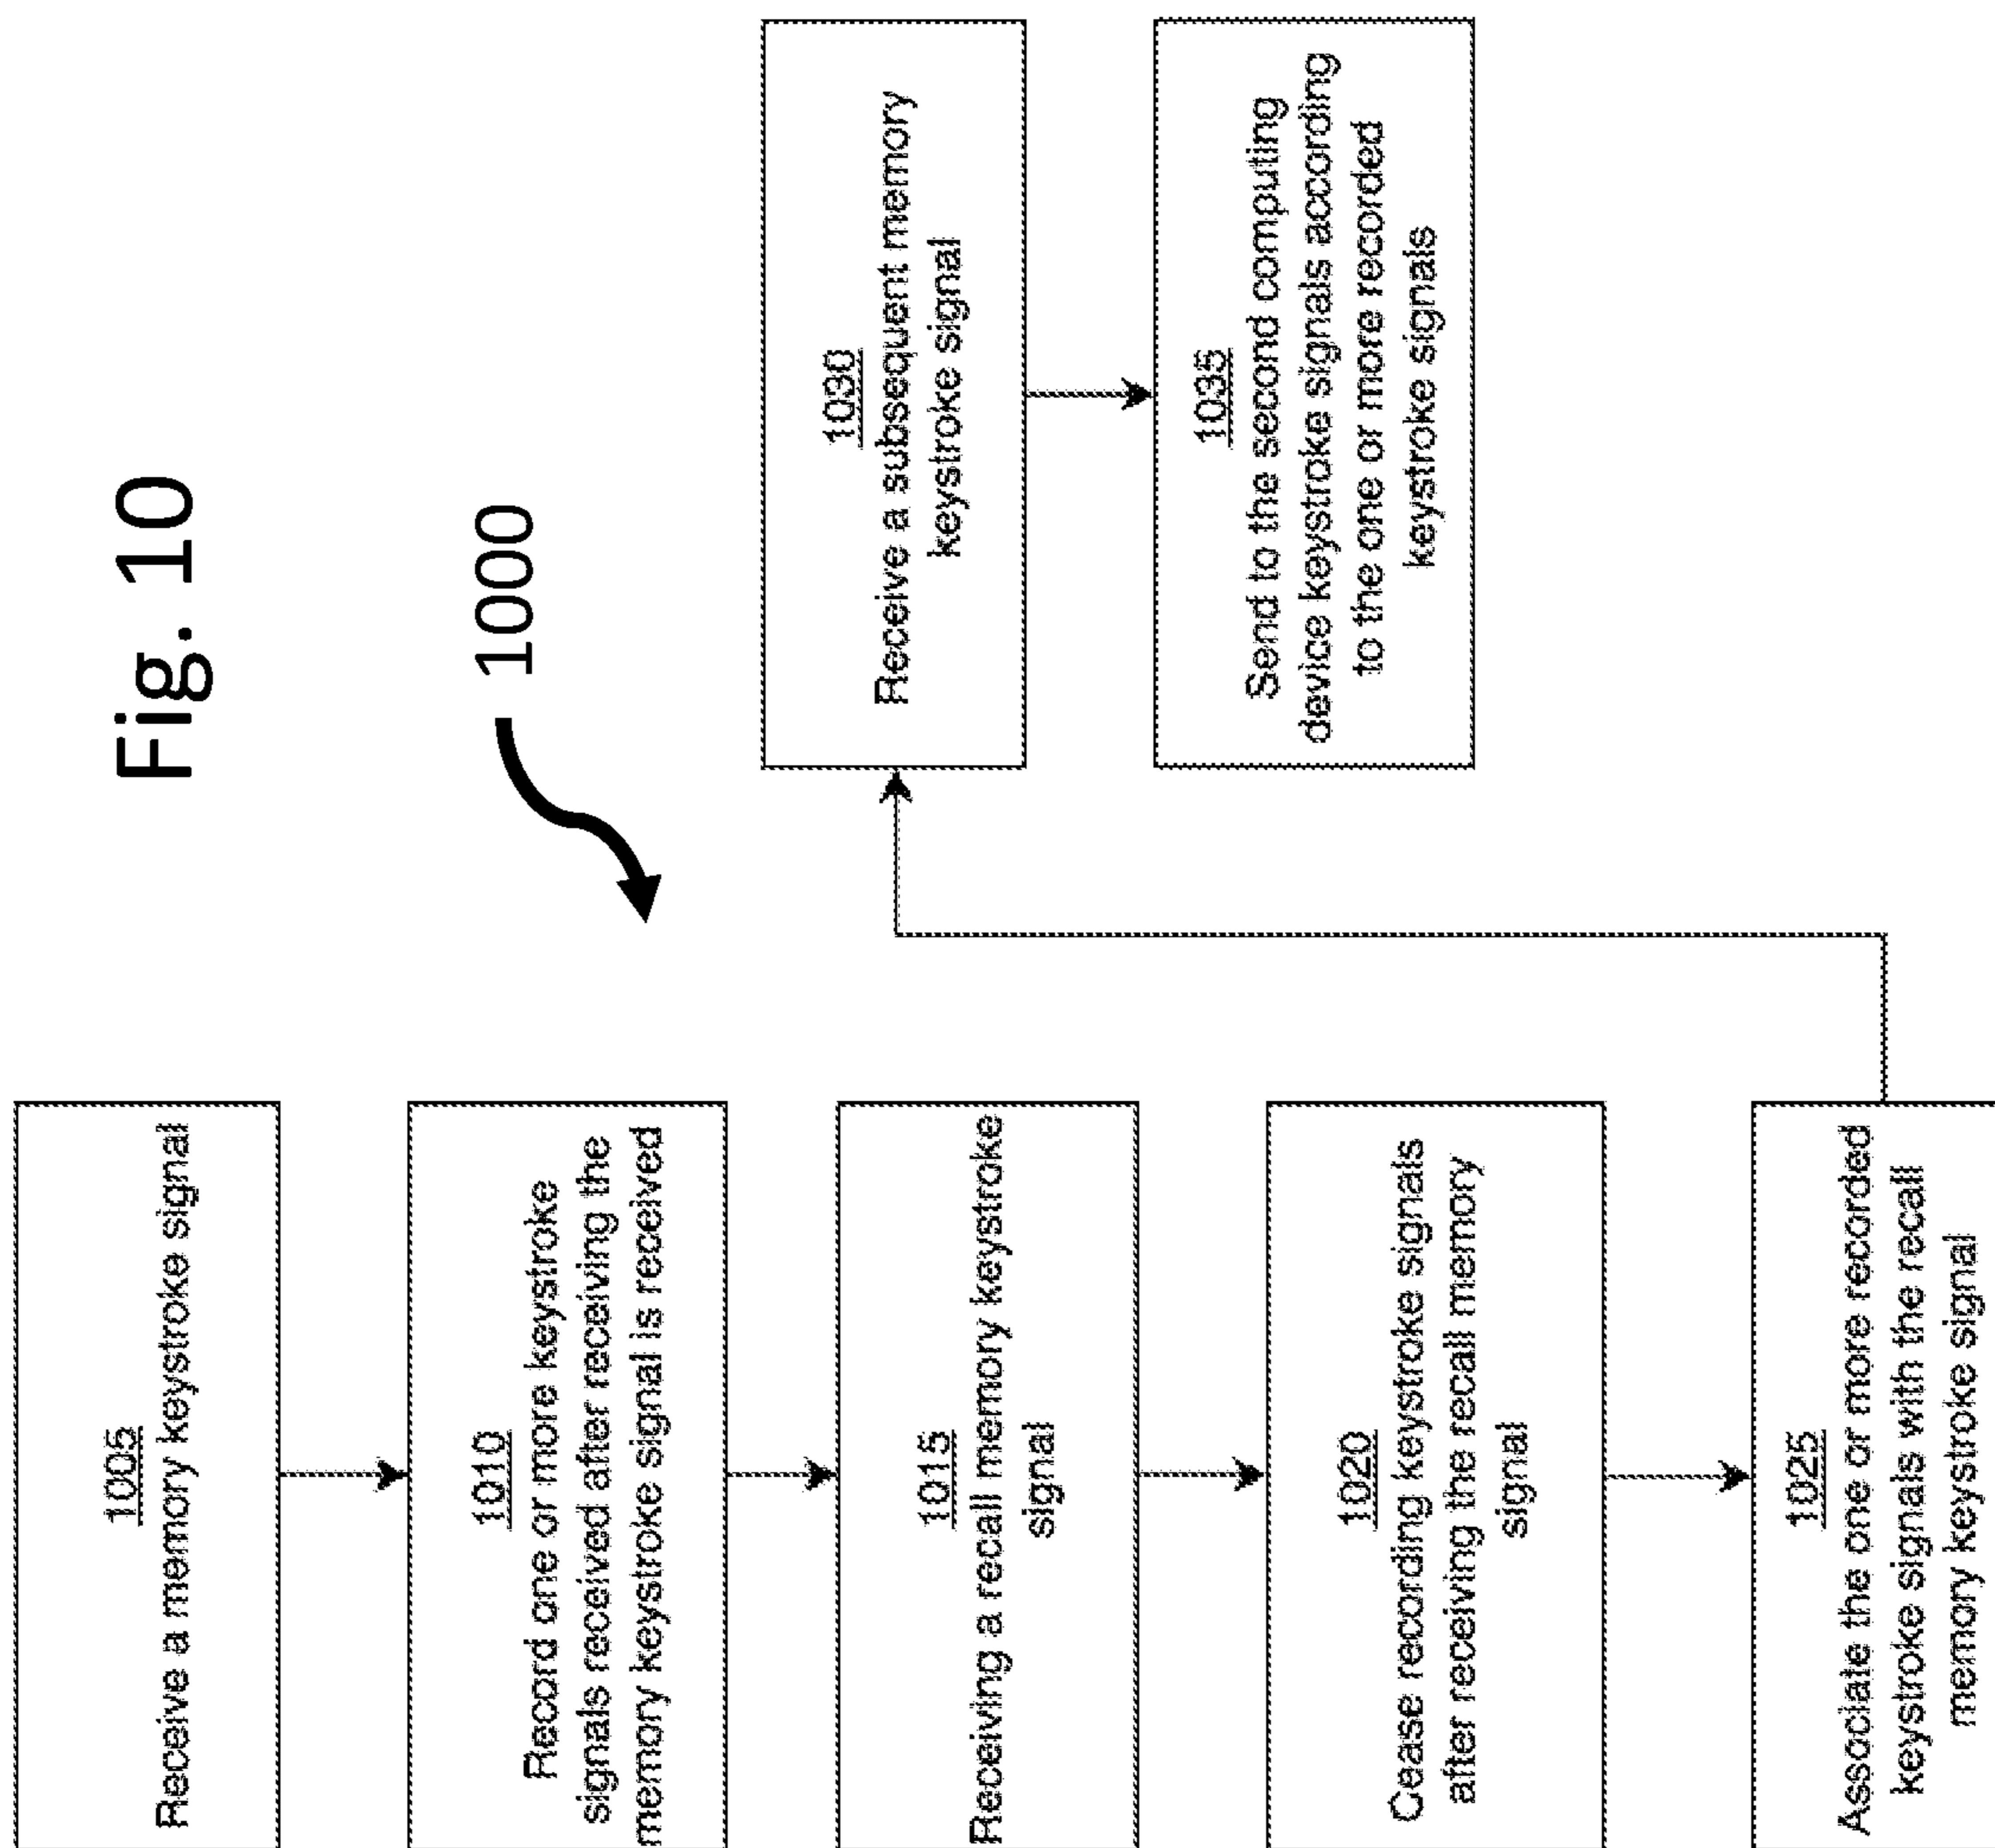 Fig. 10
1000
1005
Receive a memory keystroke signal
1010
Record one or more keystroke
signals received after receiving the
memory keystroke signal is received
1015
Receiving a recall memory keystroke
signal
1020
Cease recording keystroke signals
after receiving the recall memory
signal
1025
Associate the one or more recorded
keystroke signals with the recall
memory keystroke signal
1030
Receive a subsequent memory
keystroke signal
1035
Send to the second computing
device keystroke signals according
to the one or more recorded
keystroke signals